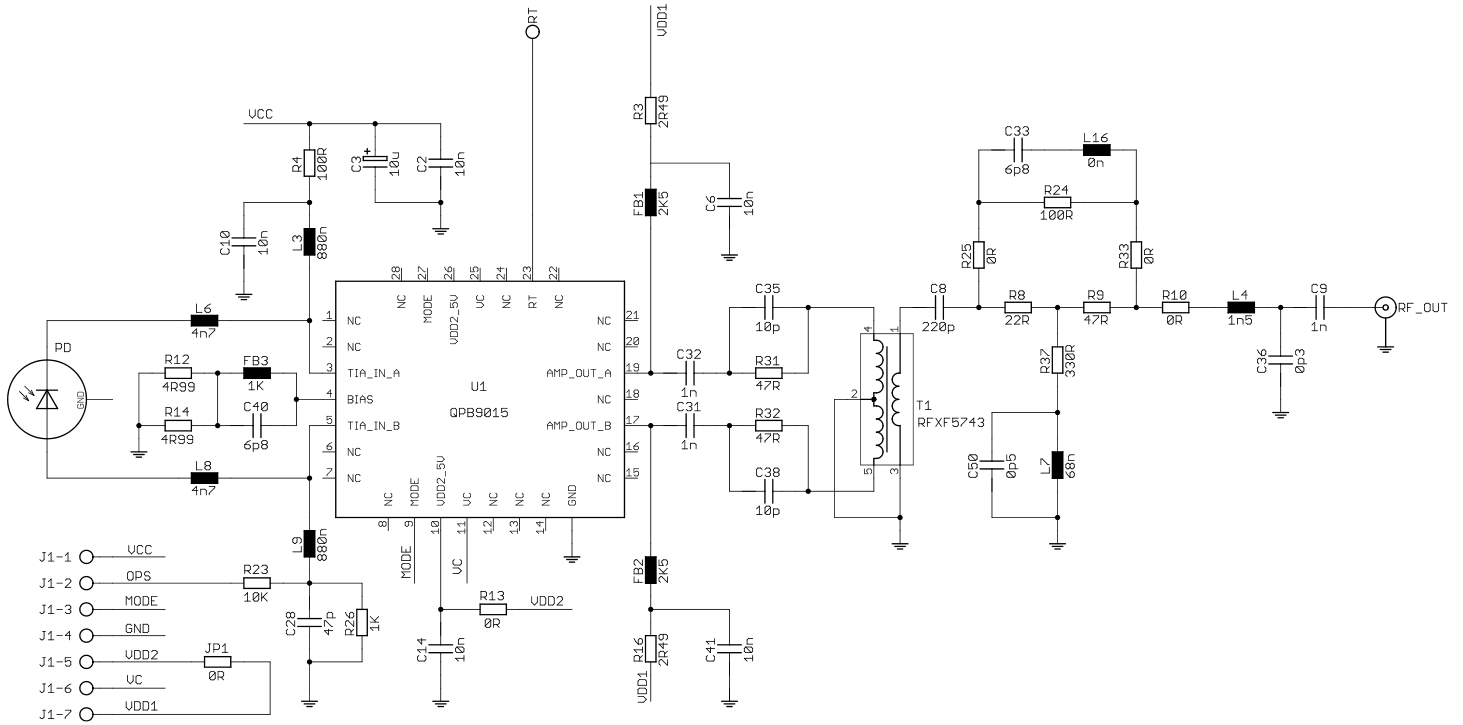 RT
VDD1
R3
2R49
VCC
R4
100R
C3
+
10u
C2
10n
C10
10n
L3
880n
FB1
2K5
C6
10n
C33
6p8
L16
0n
R24
100R
R25
0R
R33
0R
28
27
26
25
24
23
22
NC
MODE
VDD2_5V
VC
NC
RT
NC
L6
4n7
PD
GND
R12
4R99
FB3
1K
R14
4R99
C40
6p8
L8
4n7
1 NC
2 NC
3 TIA_IN_A
4 BIAS
5 TIA_IN_B
6 NC
7 NC
U1
QPB9015
NC 21
NC 20
AMP_OUT_A 19
NC 18
AMP_OUT_B 17
NC 16
NC 15
NC
MODE
VDD2_5V
VC
NC
NC
NC
GND
8
9
10
11
12
13
14
C35
10p
C32
1n
R31
47R
C31
1n
R32
47R
C38
10p
4
1
2
5
3
T1
RFXF5743
C8
220p
R8
22R
R9
47R
R10
0R
L4
1n5
C9
1n
RF_OUT
R37
330R
C36
0p3
C50
0p5
L7
68n
L9
880n
MODE
VC
FB2
2K5
J1-1 VCC
J1-2 OPS
J1-3 MODE
J1-4 GND
J1-5 VDD2
J1-6 VC
J1-7 VDD1
JP1
0R
R23
10K
C28
47p
R26
1K
C14
10n
R13
0R
VDD2
R16
2R49
VDD1
C41
10n